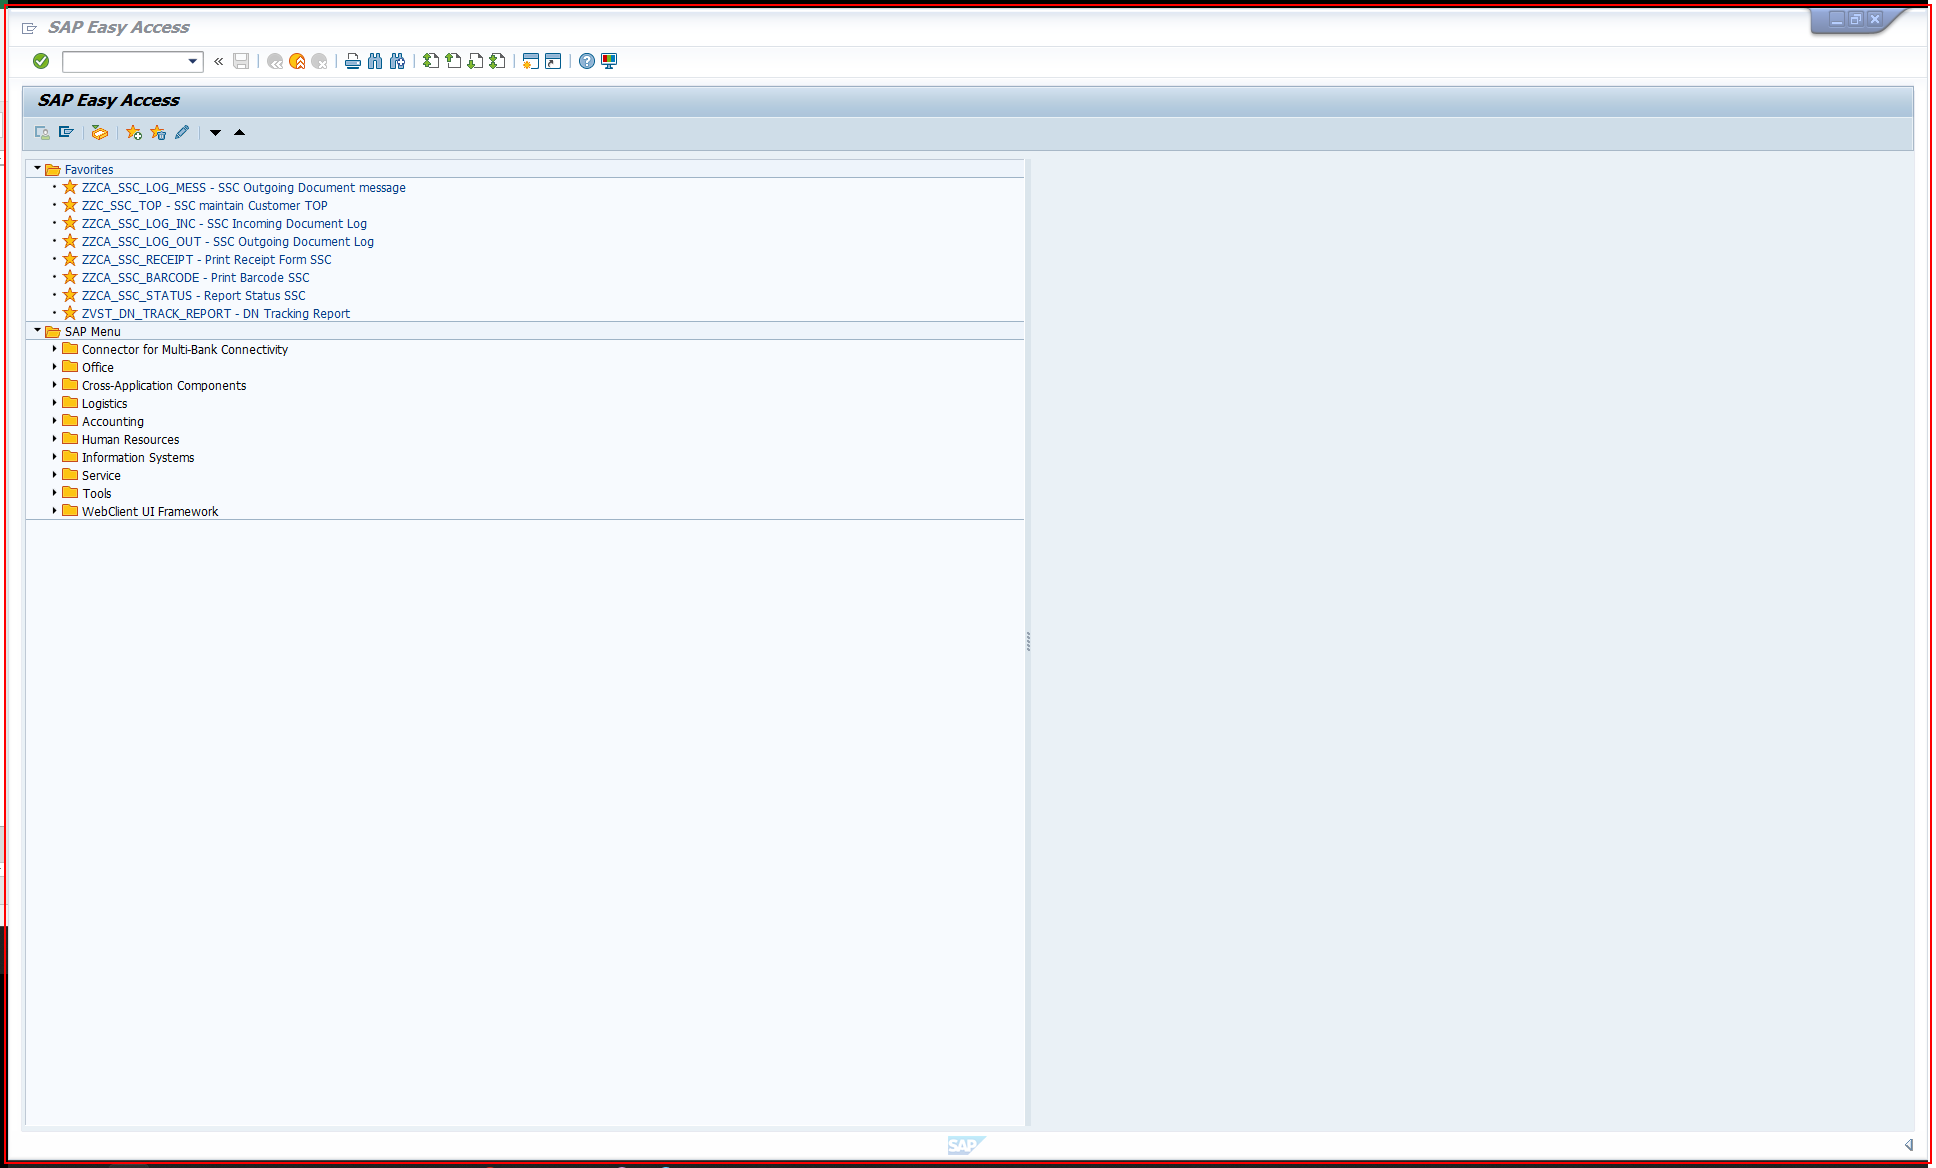 SAP Easy Access
SAP Easy Access
Favorites
ZZCA_SSC_LOG_MESS - SSC Outgoing Document message
ZZC_SSC_TOP - SSC maintain Customer TOP
ZZCA_SSC_LOG_INC - SSC Incoming Document Log
ZZCA_SSC_LOG_OUT - SSC Outgoing Document Log
ZZCA_SSC_RECEIPT - Print Receipt Form SSC
ZZCA_SSC_BARCODE - Print Barcode SSC
ZZCA_SSC_STATUS - Report Status SSC
ZVST_DN_TRACK_REPORT - DN Tracking Report
SAP Menu
Connector for Multi-Bank Connectivity
Office
Cross-Application Components
Logistics
Accounting
Human Resources
Information Systems
Service
Tools
WebClient UI Framework
SAP